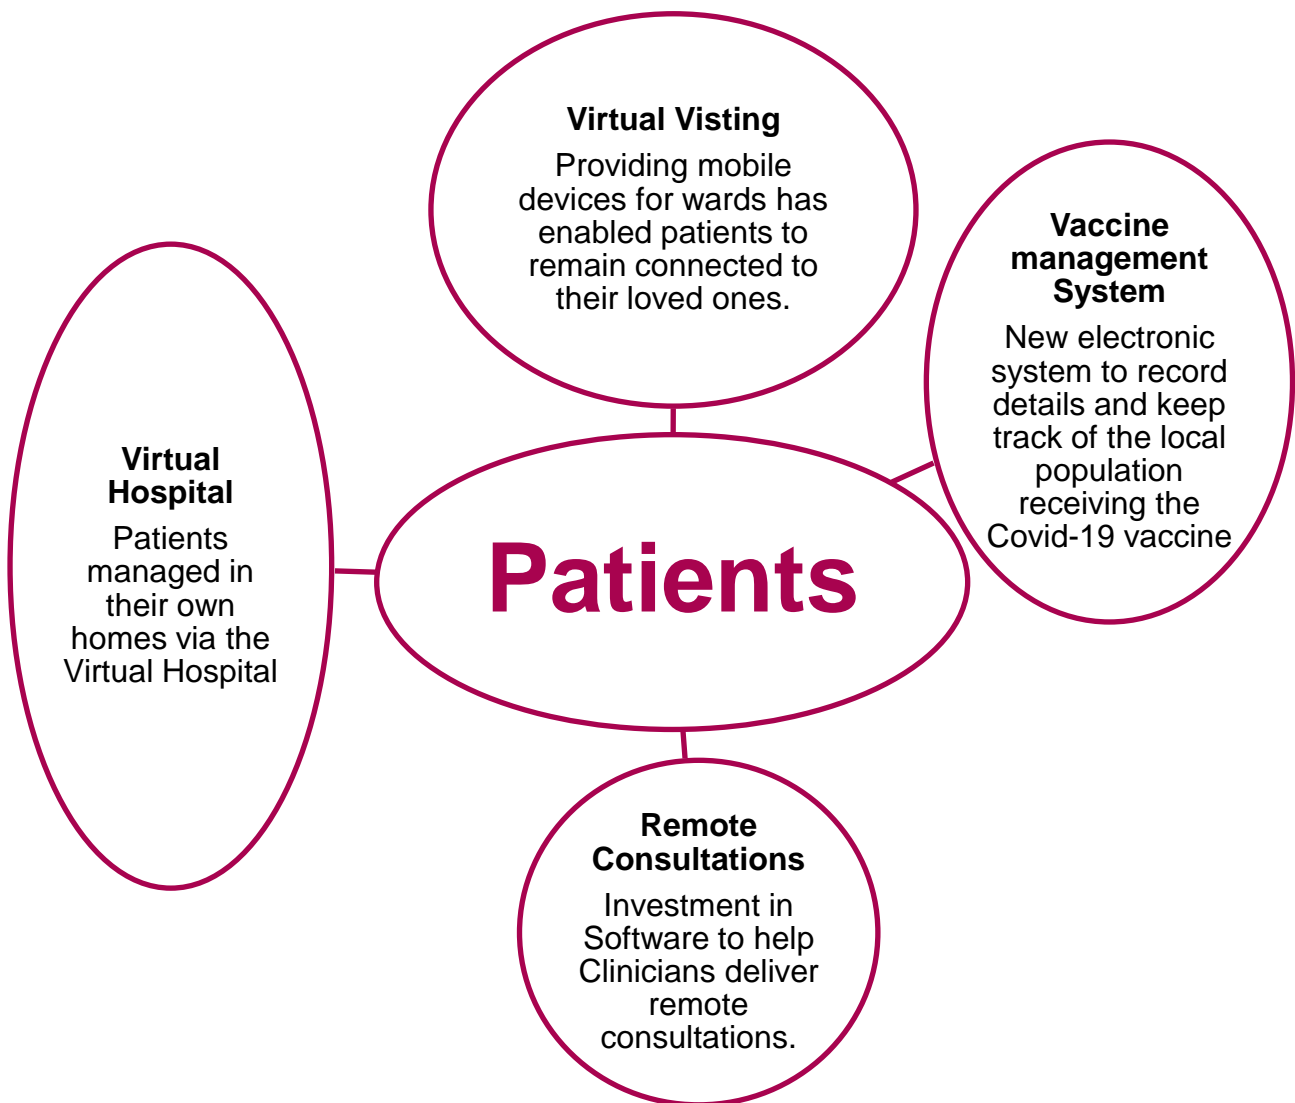 Virtual Visting
Providing mobile
devices for wards has
enabled patients to
remain connected to
their loved ones.
Vaccine
management
System
New electronic
system to record
details and keep
track of the local
population
receiving the
Covid-19 vaccine
Virtual
Hospital
Patients
managed in
their own
homes via the
Virtual Hospital
Patients
Remote
Consultations
Investment in
Software to help
Clinicians deliver
remote
consultations.